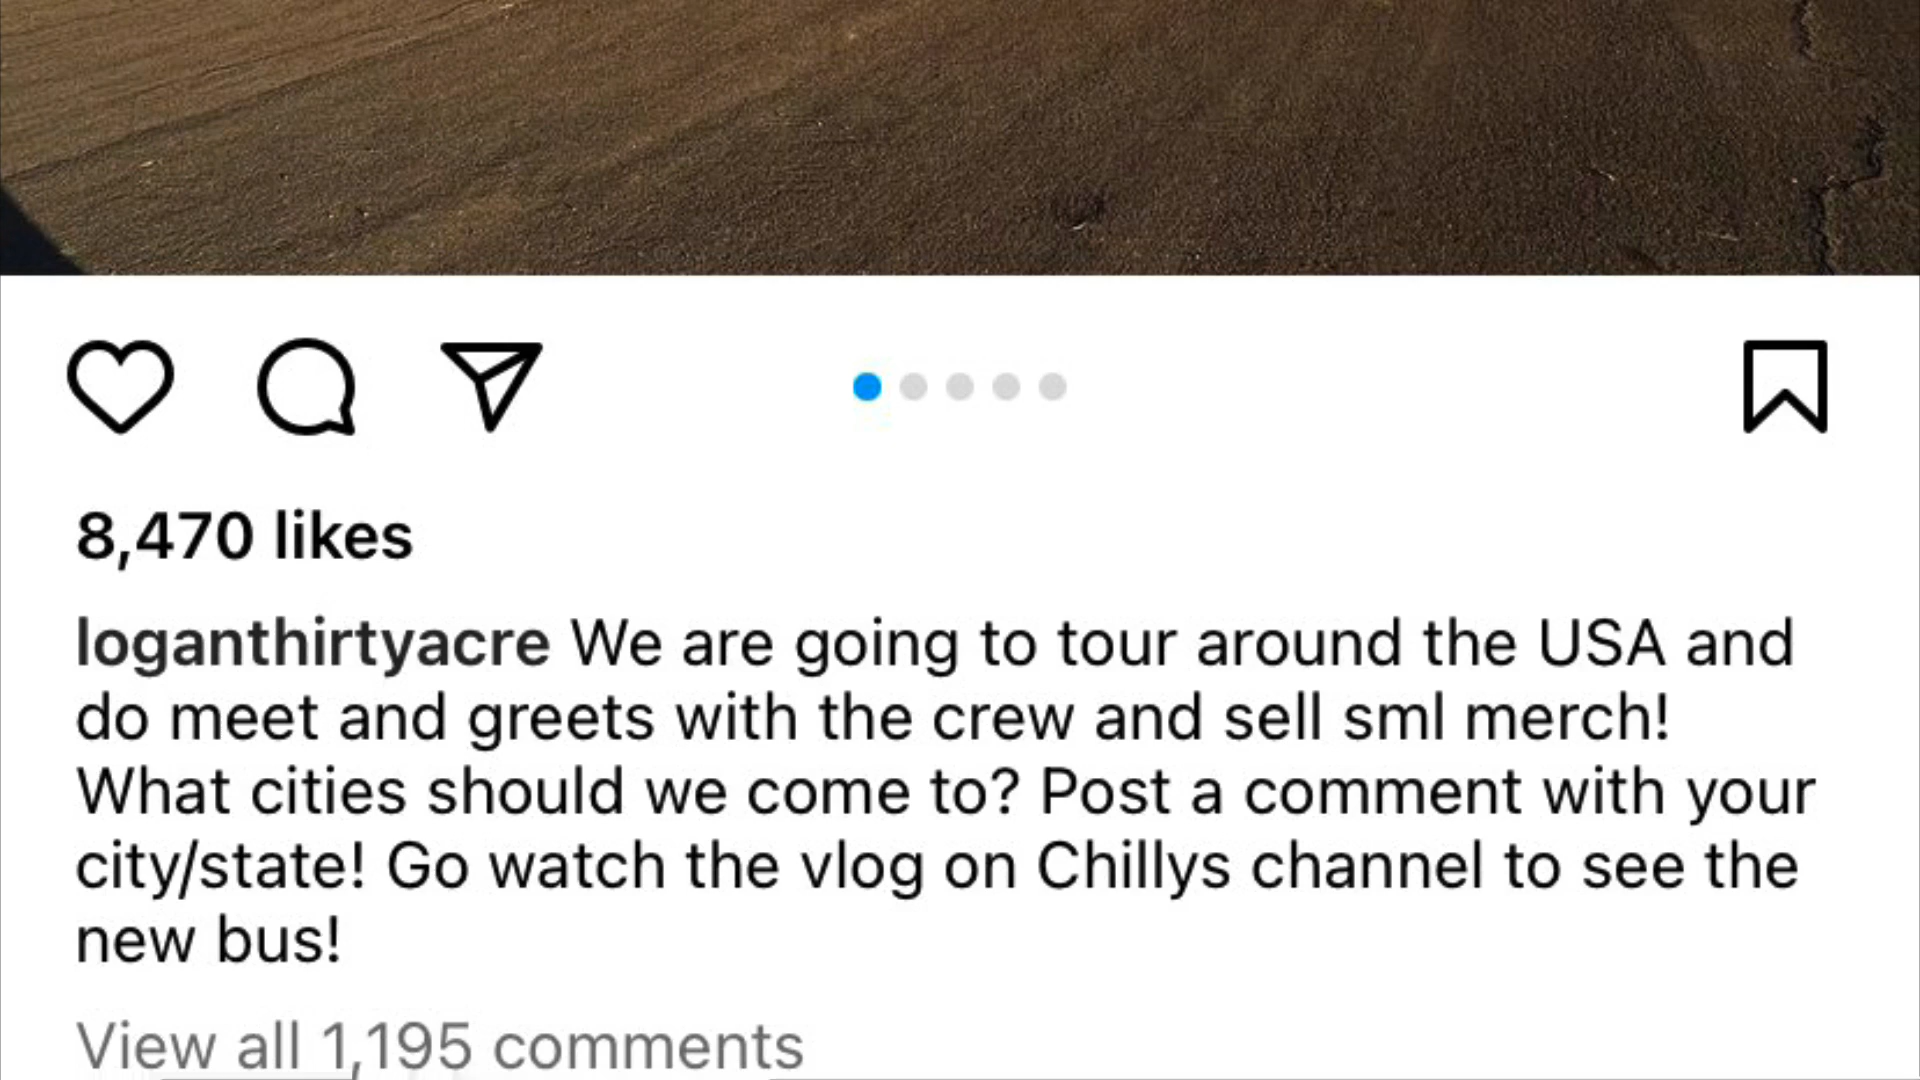 8,470 likes
loganthirtyacre We are going to tour around the USA and
do meet and greets with the crew and sell sml merch!
What cities should we come to? Post a comment with your
city/state! Go watch the vlog on Chillys channel to see the
new bus!
View all 1,195 comments